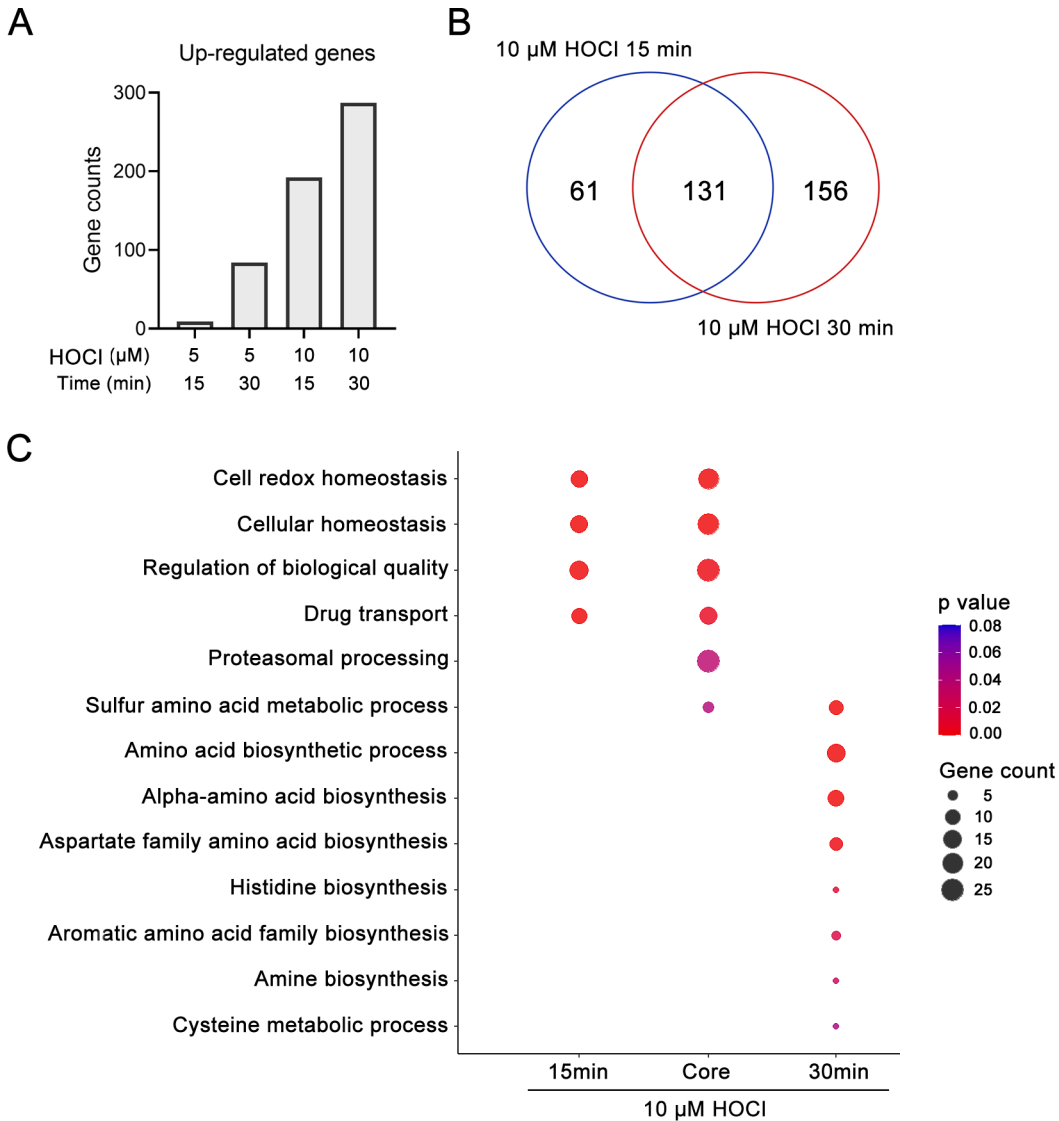 A
Up-regulated genes
Gene counts
300
200
100
0
HOCl (µM) 5 5 10 10
Time (min) 15 30 15 30
B
10 µM HOCl 15 min
61 131 156
10 µM HOCl 30 min
C
Cell redox homeostasis
Cellular homeostasis
Regulation of biological quality
Drug transport
Proteasomal processing
Sulfur amino acid metabolic process
Amino acid biosynthetic process
Alpha-amino acid biosynthesis
Aspartate family amino acid biosynthesis
Histidine biosynthesis
Aromatic amino acid family biosynthesis
Amine biosynthesis
Cysteine metabolic process
15min Core 30min
10 µM HOCl
p value
0.08
0.06
0.04
0.02
0.00
Gene count
5
10
15
20
25